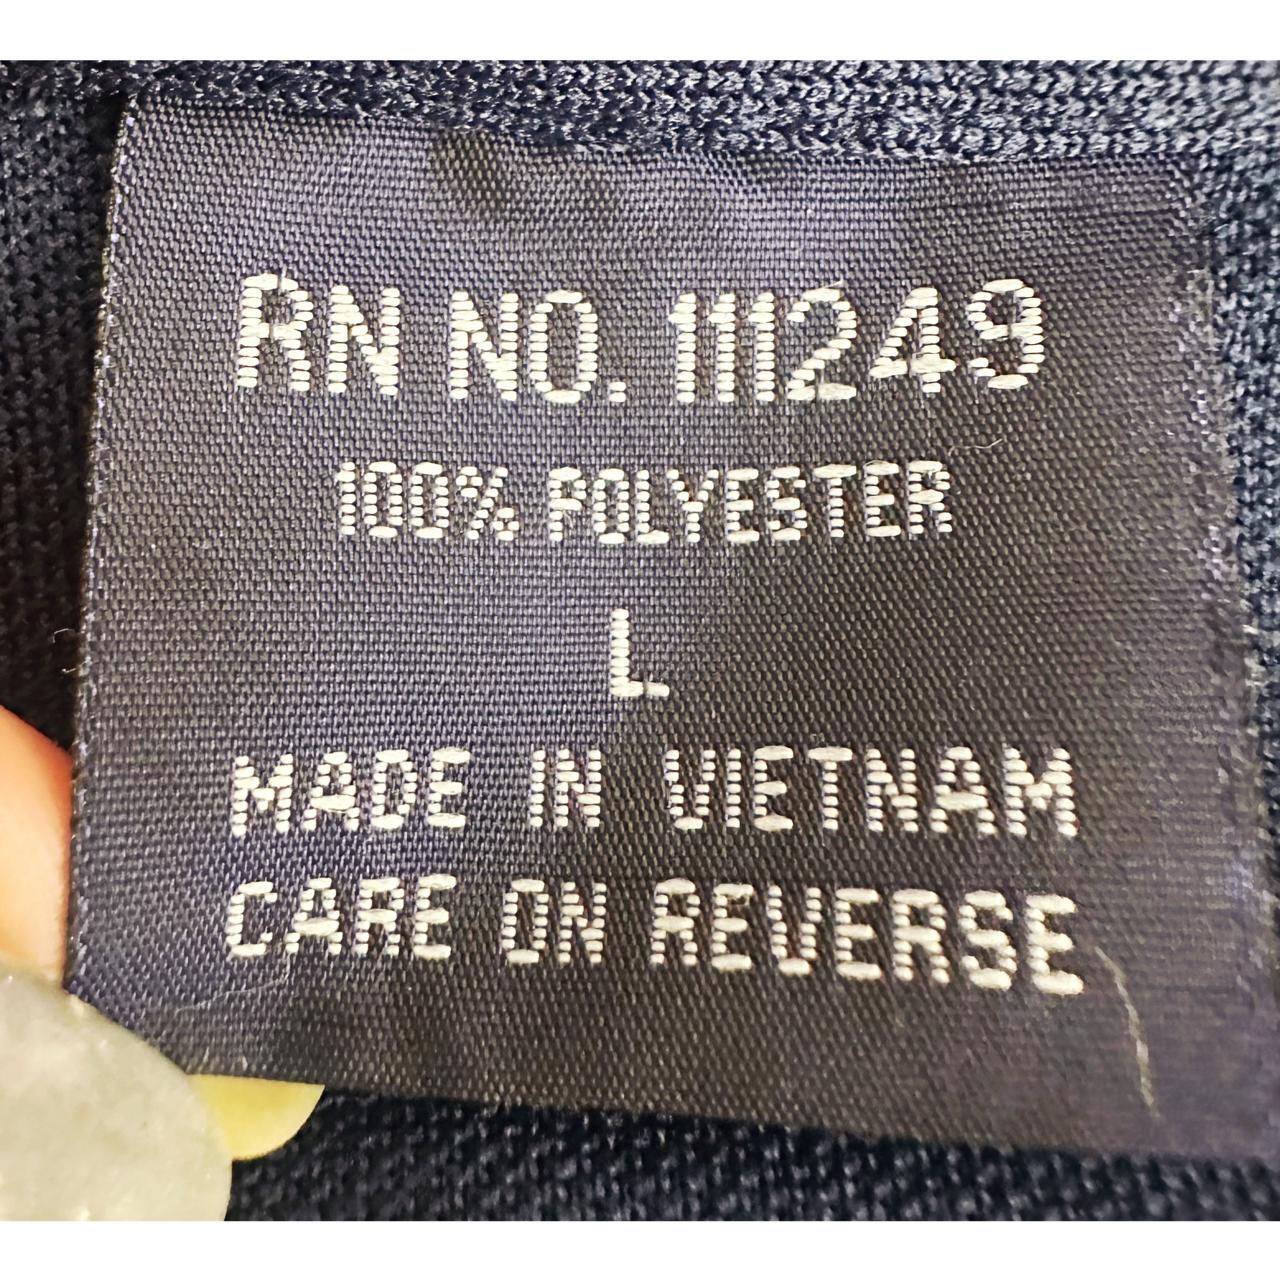 RN NO. 111249
100% POLYESTER
L
MADE IN VIETNAM
CARE ON REVERSE